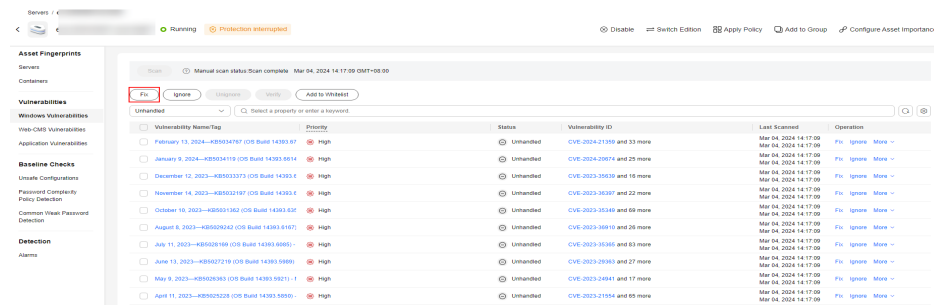 Servers /
Running
Protection interrupted
Disable
Switch Edition
Apply Policy
Add to Group
Configure Asset Importance
Asset Fingerprints
Servers
Containers
Vulnerabilities
Windows Vulnerabilities
Web-CMS Vulnerabilities
Application Vulnerabilities
Baseline Checks
Unsafe Configurations
Password Complexity
Policy Detection
Common Weak Password
Detection
Detection
Alarms
Scan
Manual scan status:Scan complete Mar 04, 2024 14:17:09 GMT+08:00
Fix
Ignore
Unignore
Verify
Add to Whitelist
Unhandled
Select a property or enter a keyword.
Vulnerability Name/Tag Priority Status Vulnerability ID Last Scanned Operation
February 13, 2024—KB5034767 (OS Build 14393.67 High Unhandled CVE-2024-21359 and 33 more Mar 04, 2024 14:17:09 Fix Ignore More
Mar 04, 2024 14:17:09
January 9, 2024—KB5034119 (OS Build 14393.6614 High Unhandled CVE-2024-20674 and 25 more Mar 04, 2024 14:17:09 Fix Ignore More
Mar 04, 2024 14:17:09
December 12, 2023—KB5033373 (OS Build 14393.6 High Unhandled CVE-2023-35639 and 16 more Mar 04, 2024 14:17:09 Fix Ignore More
Mar 04, 2024 14:17:09
November 14, 2023—KB5032197 (OS Build 14393.6 High Unhandled CVE-2023-36397 and 22 more Mar 04, 2024 14:17:09 Fix Ignore More
Mar 04, 2024 14:17:09
October 10, 2023—KB5031362 (OS Build 14393.635 High Unhandled CVE-2023-35349 and 69 more Mar 04, 2024 14:17:09 Fix Ignore More
Mar 04, 2024 14:17:09
August 8, 2023—KB5029242 (OS Build 14393.6167) High Unhandled CVE-2023-36910 and 26 more Mar 04, 2024 14:17:09 Fix Ignore More
Mar 04, 2024 14:17:09
July 11, 2023—KB5028169 (OS Build 14393.6085) - High Unhandled CVE-2023-35365 and 83 more Mar 04, 2024 14:17:09 Fix Ignore More
Mar 04, 2024 14:17:09
June 13, 2023—KB5027219 (OS Build 14393.5989) High Unhandled CVE-2023-29363 and 27 more Mar 04, 2024 14:17:09 Fix Ignore More
Mar 04, 2024 14:17:09
May 9, 2023—KB5026363 (OS Build 14393.5921) - High Unhandled CVE-2023-24941 and 17 more Mar 04, 2024 14:17:09 Fix Ignore More
Mar 04, 2024 14:17:09
April 11, 2023—KB5025228 (OS Build 14393.5850) - High Unhandled CVE-2023-21554 and 65 more Mar 04, 2024 14:17:09 Fix Ignore More
Mar 04, 2024 14:17:09